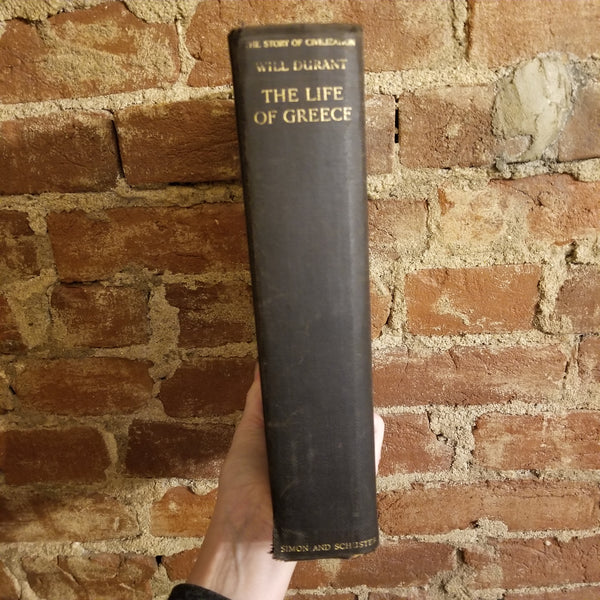 THE STORY OF CIVILIZATION
WILL DURANT
THE LIFE
OF GREECE
SIMON AND SCHUSTER